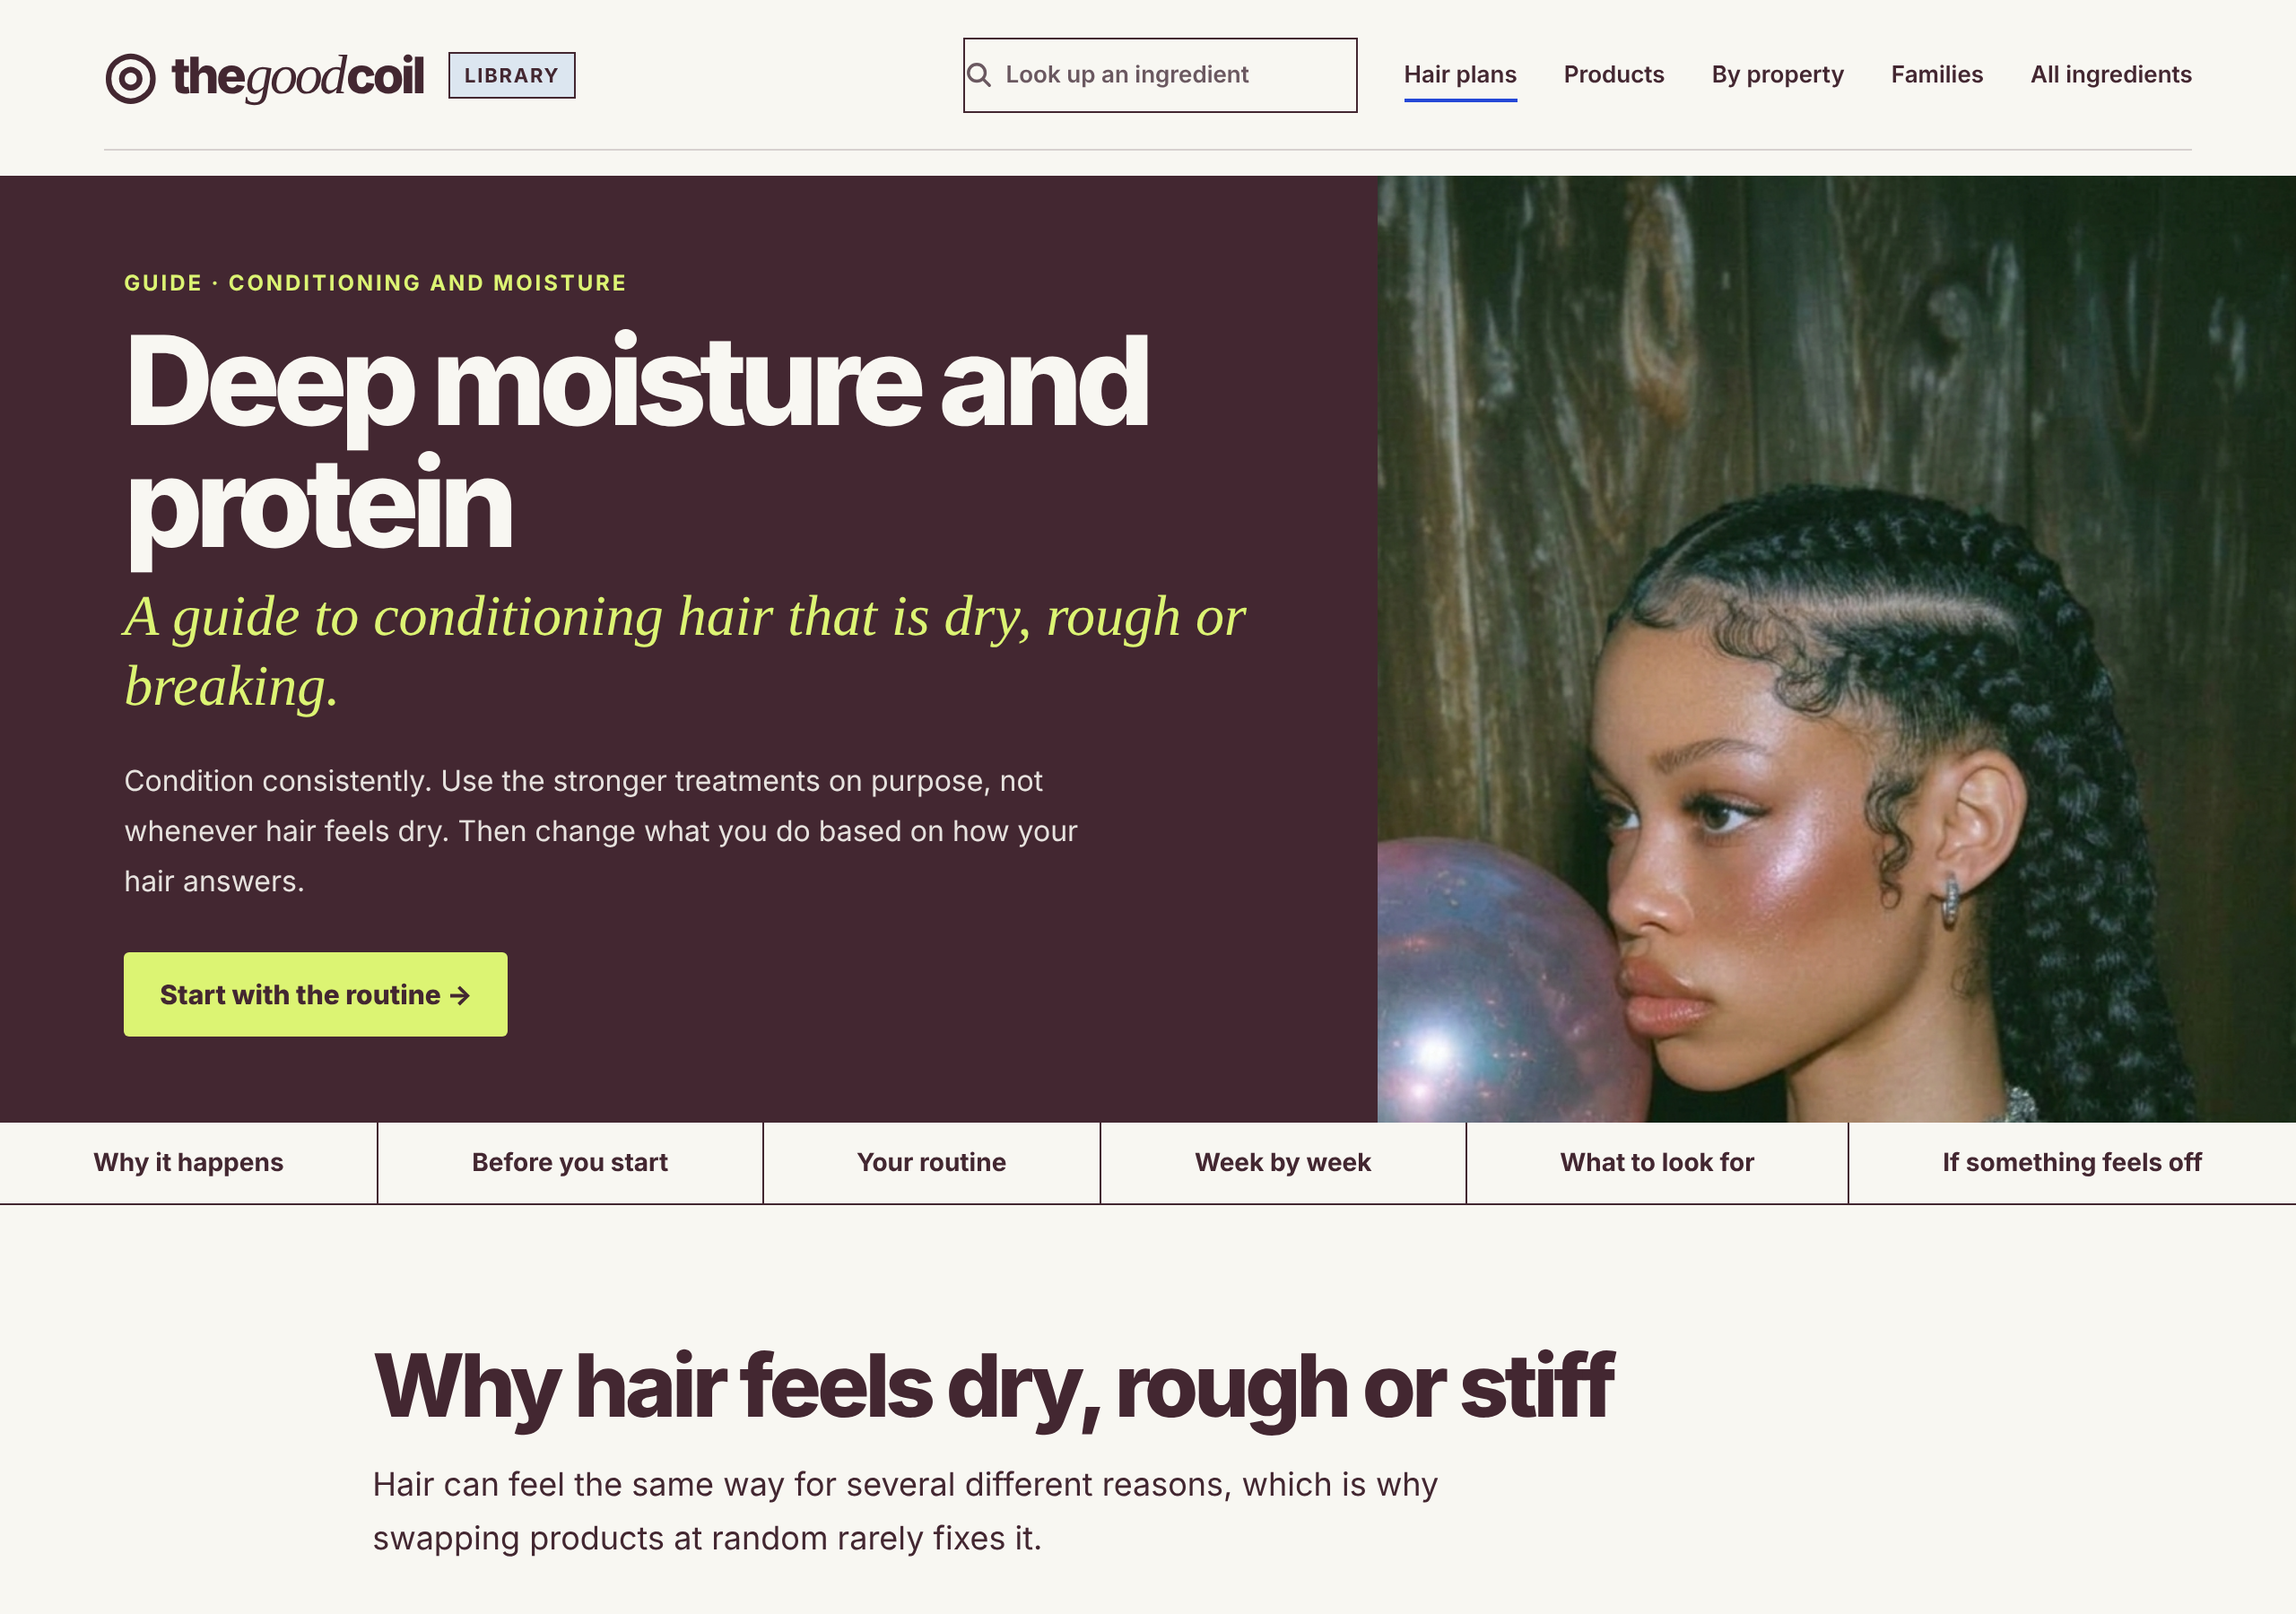 thegoodcoil
LIBRARY
Look up an ingredient
Hair plans
Products
By property
Families
All ingredients
GUIDE · CONDITIONING AND MOISTURE
Deep moisture and
protein
A guide to conditioning hair that is dry, rough or
breaking.
Condition consistently. Use the stronger treatments on purpose, not
whenever hair feels dry. Then change what you do based on how your
hair answers.
Start with the routine →
Why it happens
Before you start
Your routine
Week by week
What to look for
If something feels off
Why hair feels dry, rough or stiff
Hair can feel the same way for several different reasons, which is why
swapping products at random rarely fixes it.